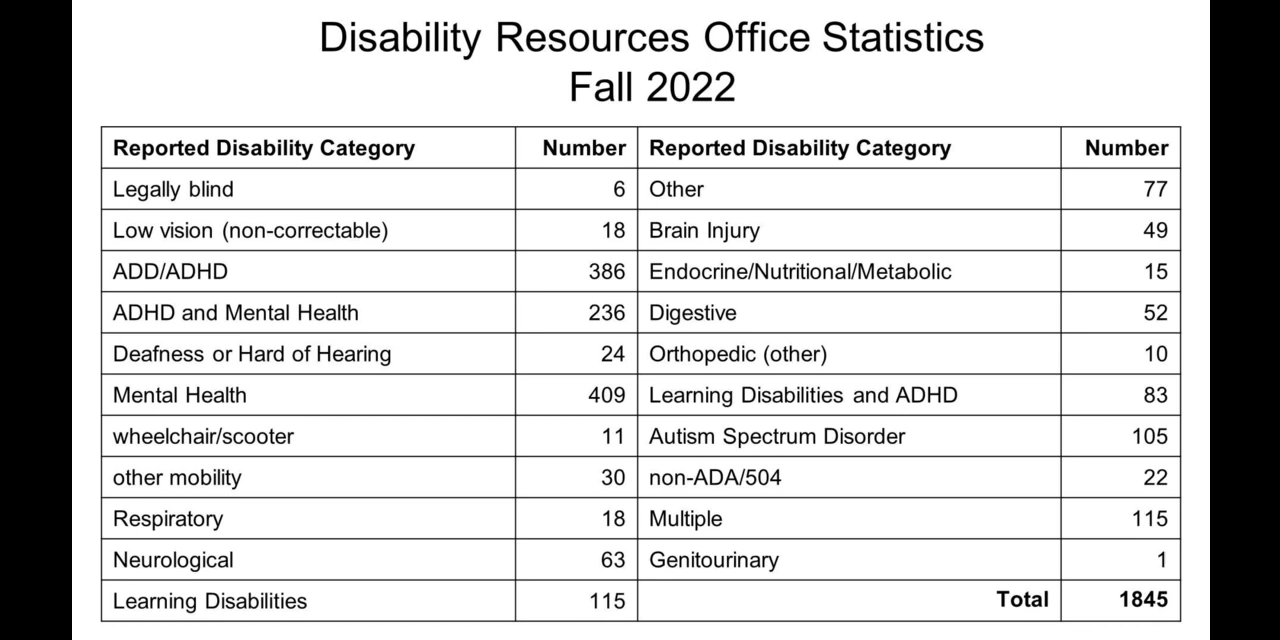 Disability Resources Office Statistics
Fall 2022
Reported Disability Category Number Reported Disability Category Number
Legally blind 6 Other 77
Low vision (non-correctable) 18 Brain Injury 49
ADD/ADHD 386 Endocrine/Nutritional/Metabolic 15
ADHD and Mental Health 236 Digestive 52
Deafness or Hard of Hearing 24 Orthopedic (other) 10
Mental Health 409 Learning Disabilities and ADHD 83
wheelchair/scooter 11 Autism Spectrum Disorder 105
other mobility 30 non-ADA/504 22
Respiratory 18 Multiple 115
Neurological 63 Genitourinary 1
Learning Disabilities 115 Total 1845